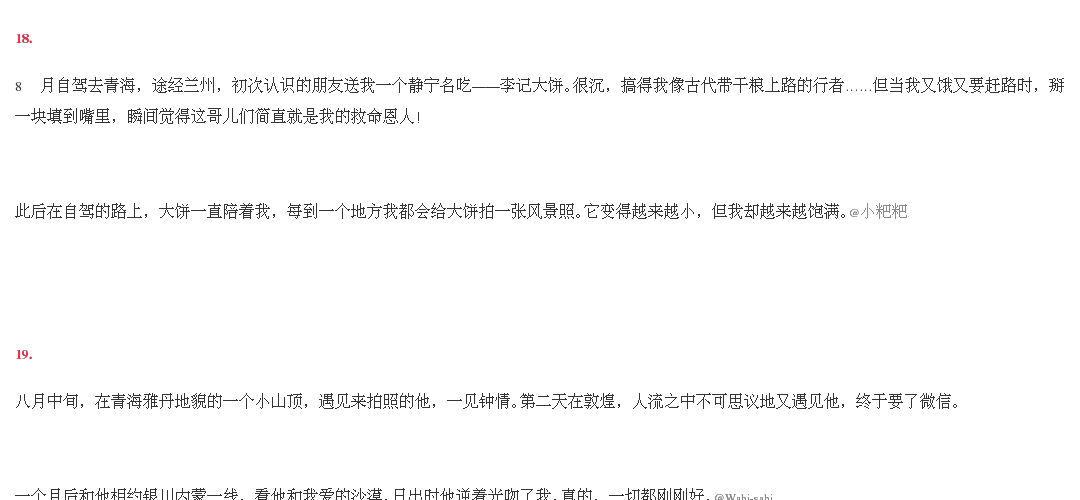 18.
8 月自驾去青海，途经兰州，初次认识的朋友送我一个静宁名吃——李记大饼。很沉，搞得我像古代带干粮上路的行者……但当我又饿又要赶路时，掰
一块填到嘴里，瞬间觉得这哥儿们简直就是我的救命恩人！
此后在自驾的路上，大饼一直陪着我，每到一个地方我都会给大饼拍一张风景照。它变得越来越小，但我却越来越饱满。@小粑粑
19.
八月中旬，在青海雅丹地貌的一个小山顶，遇见来拍照的他，一见钟情。第二天在敦煌，人流之中不可思议地又遇见他，终于要了微信。
一个月后和他相约银川内蒙一线，看他和我爱的沙漠，日出时他逆着光吻了我，真的，一切都刚刚好。@Wabi-sabi